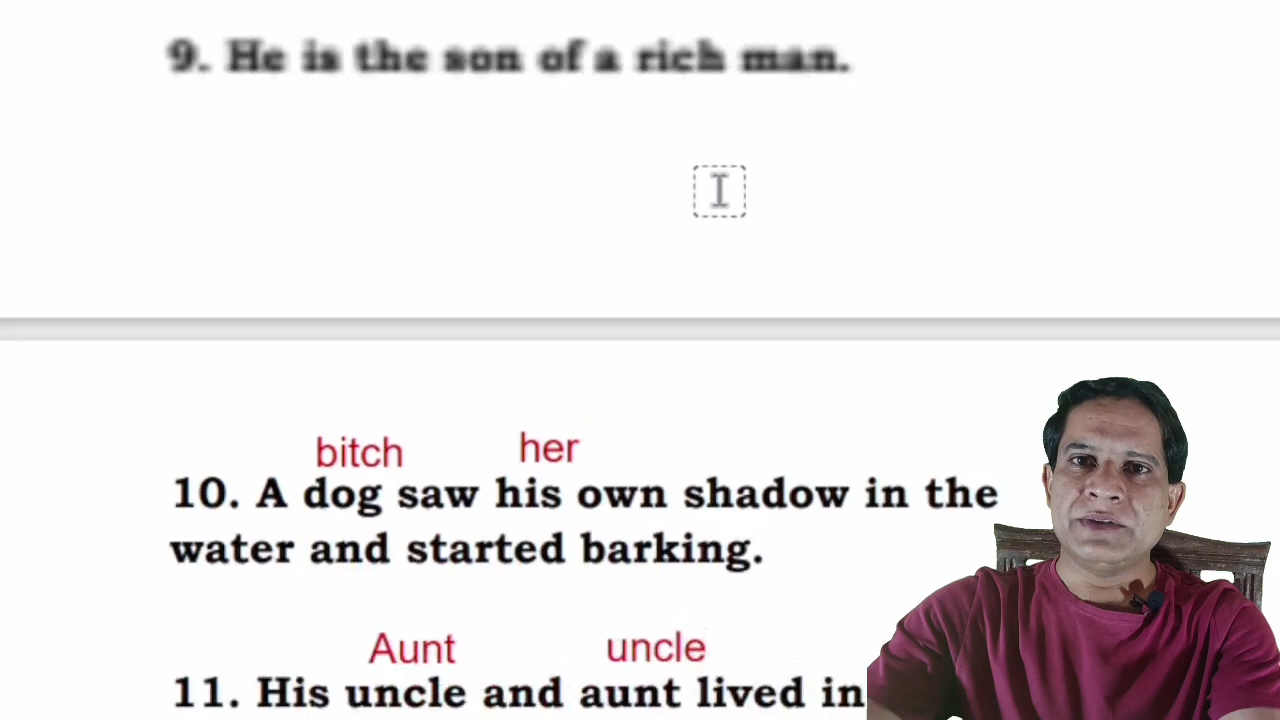 9. He is the son of a rich man.
bitch her
10. A dog saw his own shadow in the
water and started barking.
Aunt uncle
11. His uncle and aunt lived in